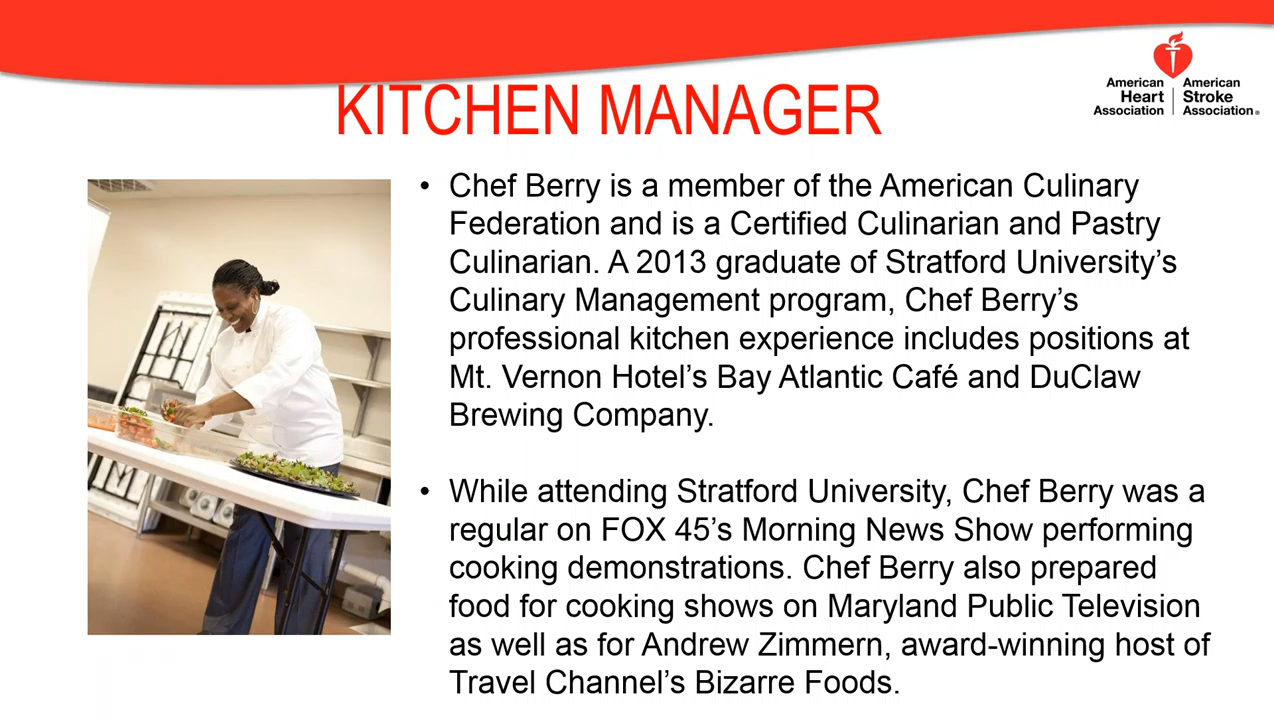 American
Heart
Association
American
Stroke
Association®
KITCHEN MANAGER
• Chef Berry is a member of the American Culinary
Federation and is a Certified Culinarian and Pastry
Culinarian. A 2013 graduate of Stratford University’s
Culinary Management program, Chef Berry’s
professional kitchen experience includes positions at
Mt. Vernon Hotel’s Bay Atlantic Café and DuClaw
Brewing Company.
• While attending Stratford University, Chef Berry was a
regular on FOX 45’s Morning News Show performing
cooking demonstrations. Chef Berry also prepared
food for cooking shows on Maryland Public Television
as well as for Andrew Zimmern, award-winning host of
Travel Channel’s Bizarre Foods.